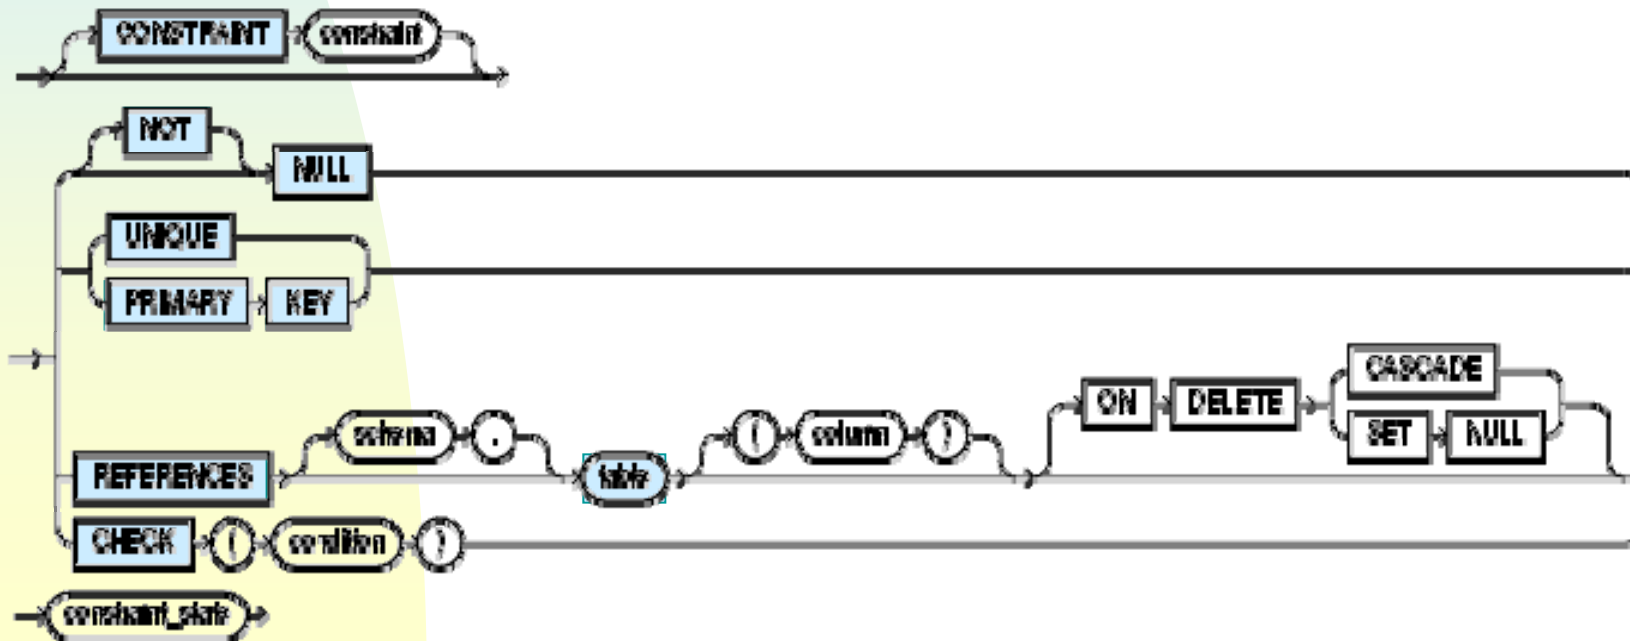 CONSTRAINT constraint
NOT
NULL
UNIQUE
PRIMARY KEY
CASCADE
ON DELETE
SET NULL
schema .
( column )
REFERENCES table
CHECK ( condition )
constraint_state